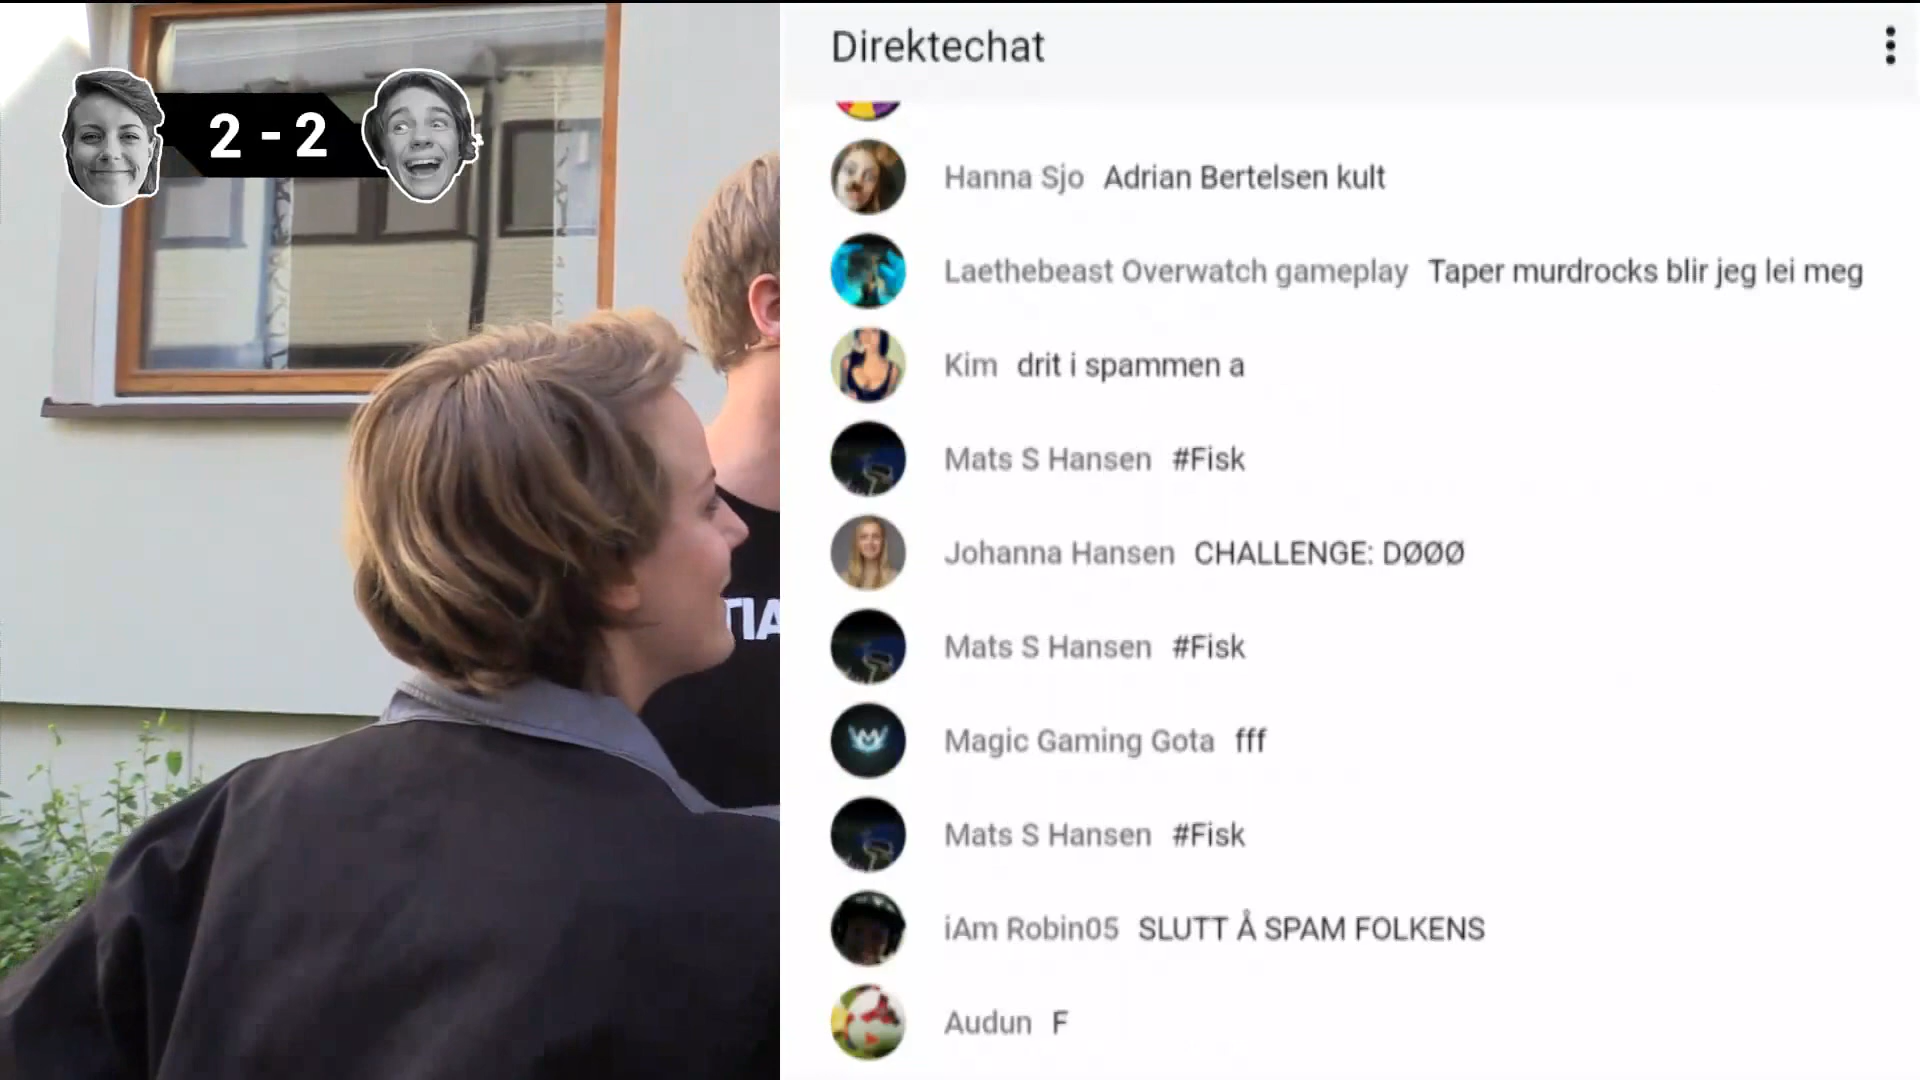 2 - 2
TIA
Direktechat
Hanna Sjo Adrian Bertelsen kult
Laethebeast Overwatch gameplay Taper murdrocks blir jeg lei meg
Kim drit i spammen a
Mats S Hansen #Fisk
Johanna Hansen CHALLENGE: DØØØ
Mats S Hansen #Fisk
Magic Gaming Gota fff
Mats S Hansen #Fisk
iAm Robin05 SLUTT Å SPAM FOLKENS
Audun F